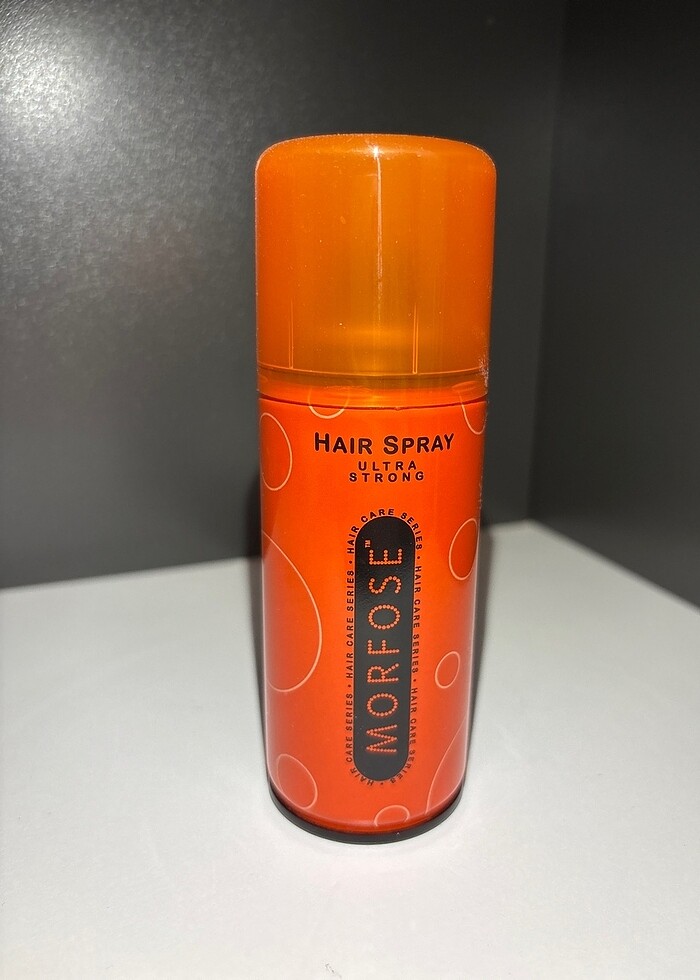 HAIR SPRAY
ULTRA
STRONG
MORFOSE™
HAIR CARE SERIES • HAIR CARE SERIES • HAIR CARE SERIES • HAIR CARE SERIES • HAIR CARE SERIES •